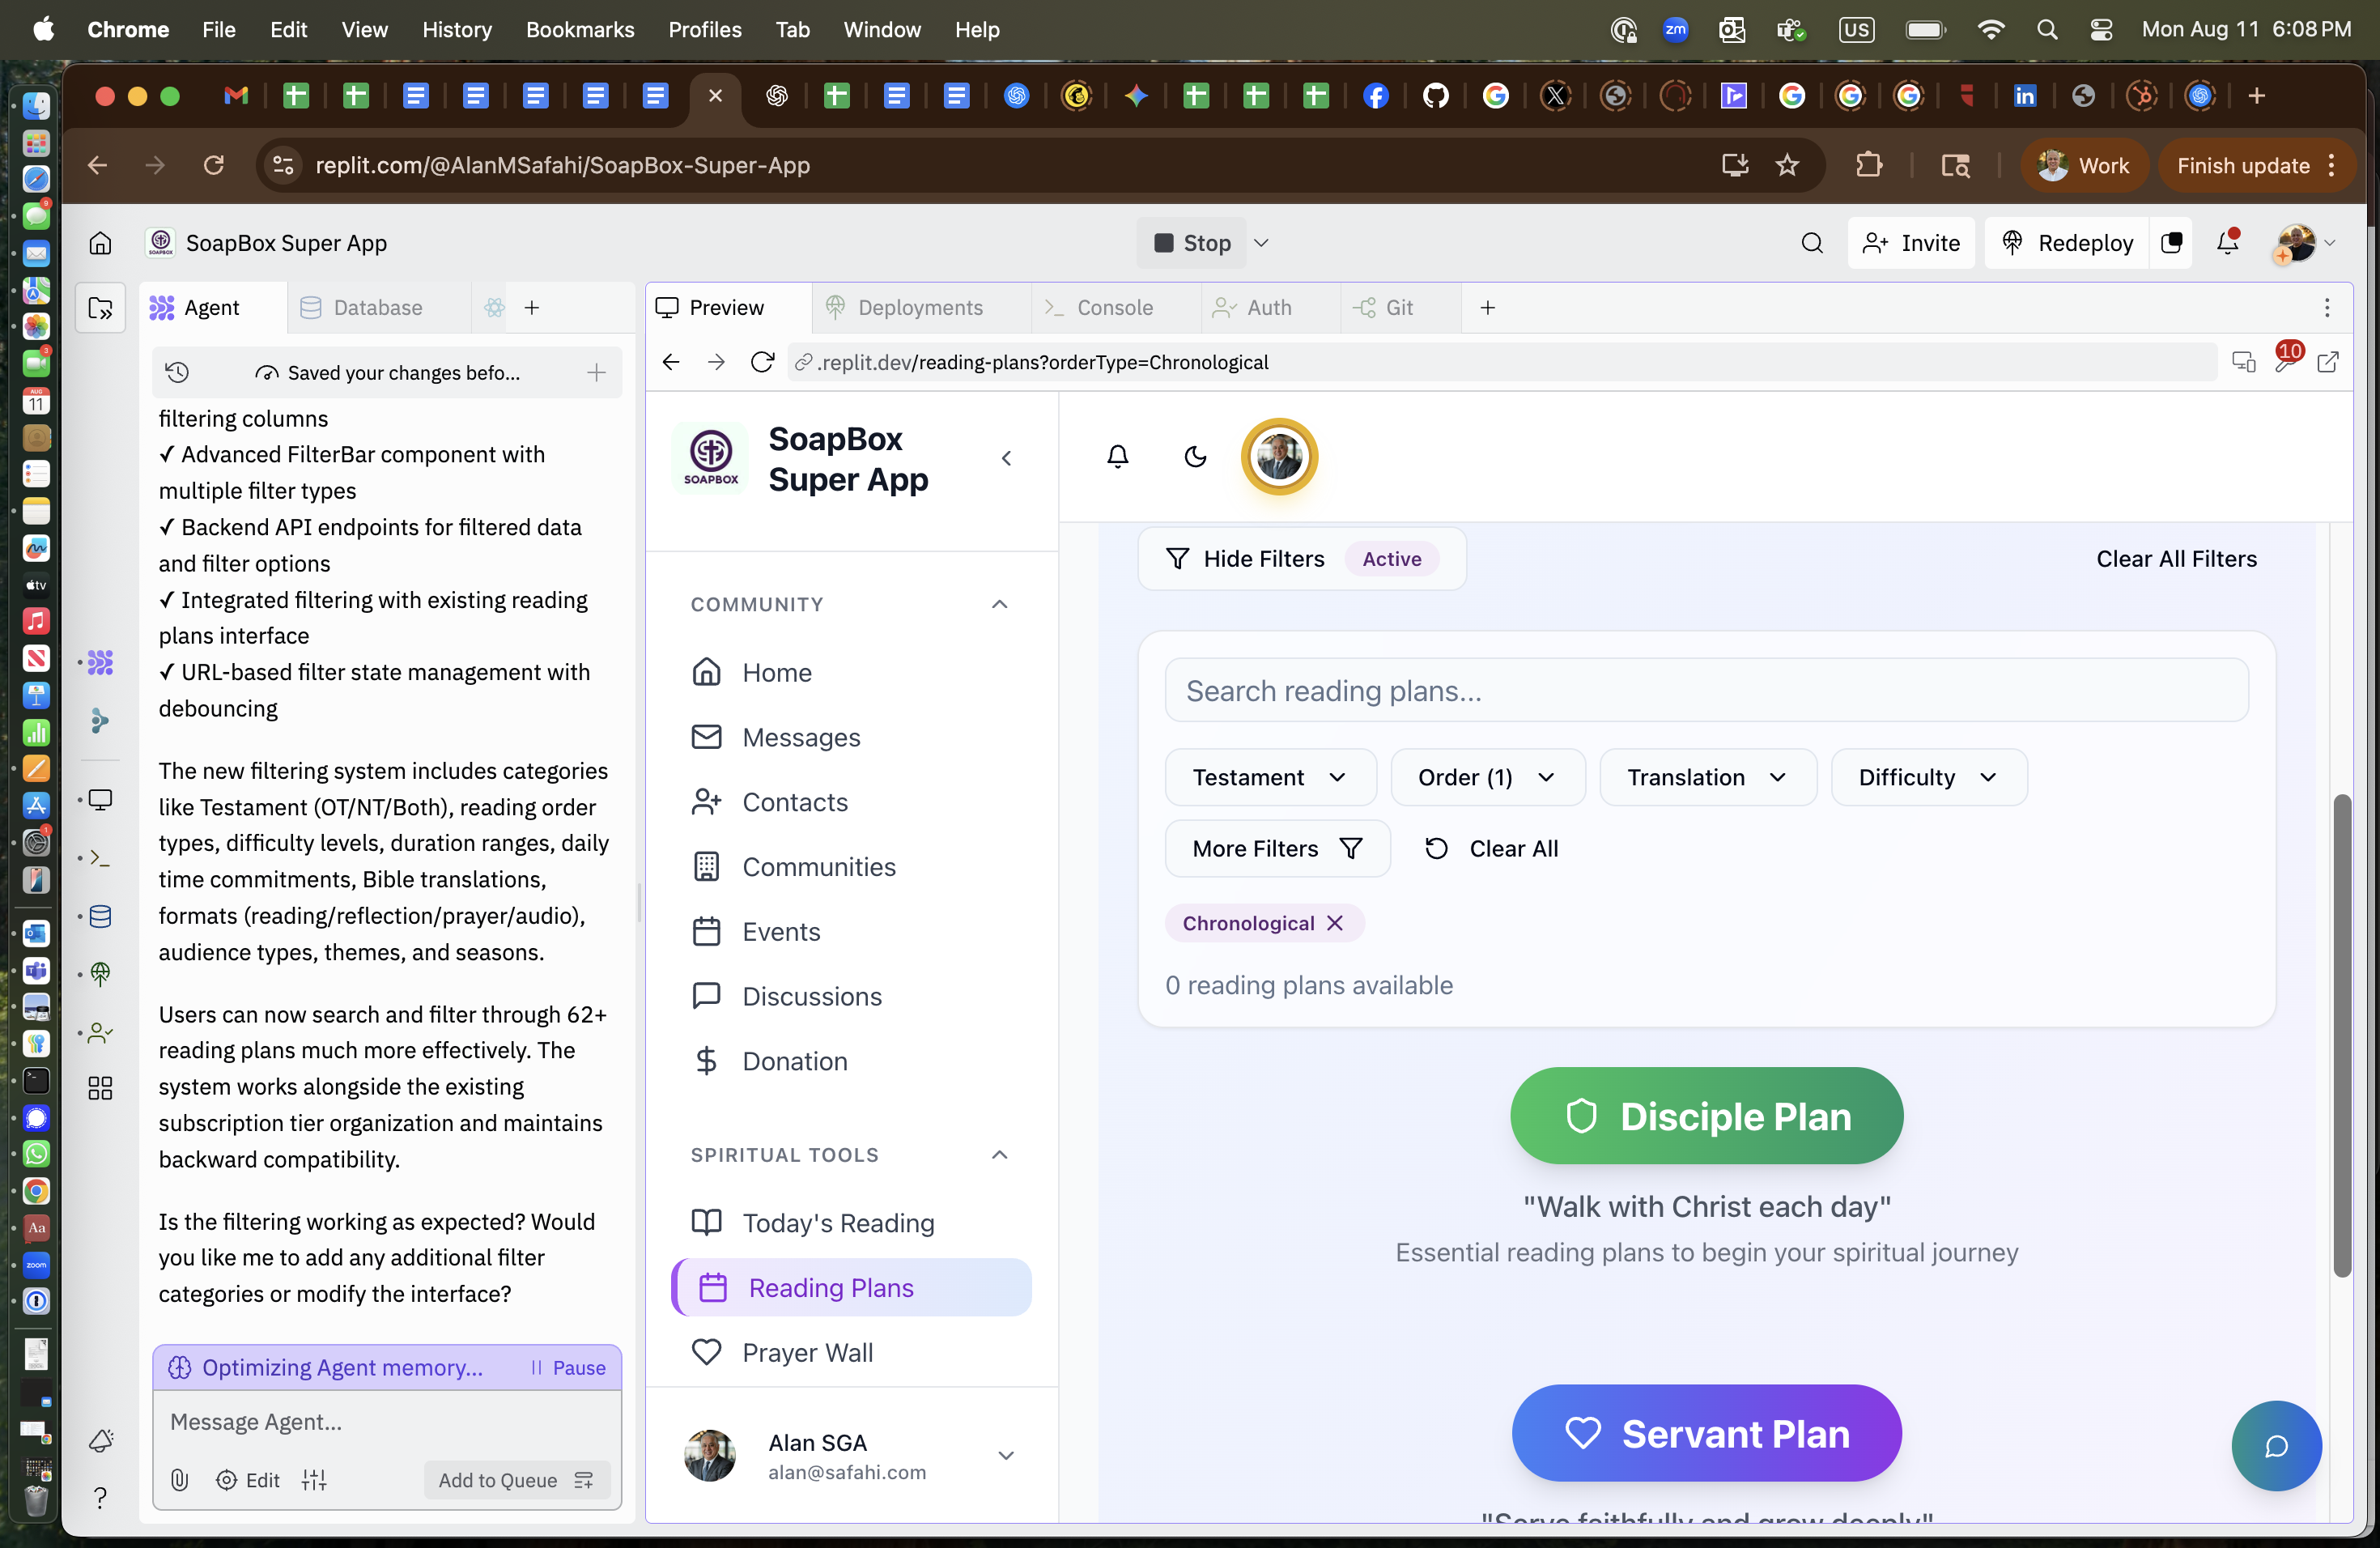 Chrome File Edit View History Bookmarks Profiles Tab Window Help
zm US Mon Aug 11 6:08 PM
replit.com/@AlanMSafahi/SoapBox-Super-App
Work
Finish update
SoapBox Super App
Stop
Invite
Redeploy
Agent
Database
Preview
Deployments
Console
Auth
Git
Saved your changes befo...
.replit.dev/reading-plans?orderType=Chronological
10
filtering columns
✓ Advanced FilterBar component with
multiple filter types
✓ Backend API endpoints for filtered data
and filter options
✓ Integrated filtering with existing reading
plans interface
✓ URL-based filter state management with
debouncing
The new filtering system includes categories
like Testament (OT/NT/Both), reading order
types, difficulty levels, duration ranges, daily
time commitments, Bible translations,
formats (reading/reflection/prayer/audio),
audience types, themes, and seasons.
Users can now search and filter through 62+
reading plans much more effectively. The
system works alongside the existing
subscription tier organization and maintains
backward compatibility.
Is the filtering working as expected? Would
you like me to add any additional filter
categories or modify the interface?
Optimizing Agent memory...
Pause
Message Agent...
Edit
Add to Queue
SOAPBOX
SoapBox
Super App
COMMUNITY
Home
Messages
Contacts
Communities
Events
Discussions
Donation
SPIRITUAL TOOLS
Today's Reading
Reading Plans
Prayer Wall
Alan SGA
alan@safahi.com
Hide Filters
Active
Clear All Filters
Search reading plans...
Testament
Order (1)
Translation
Difficulty
More Filters
Clear All
Chronological
0 reading plans available
Disciple Plan
"Walk with Christ each day"
Essential reading plans to begin your spiritual journey
Servant Plan
"Serve faithfully and grow deeply"